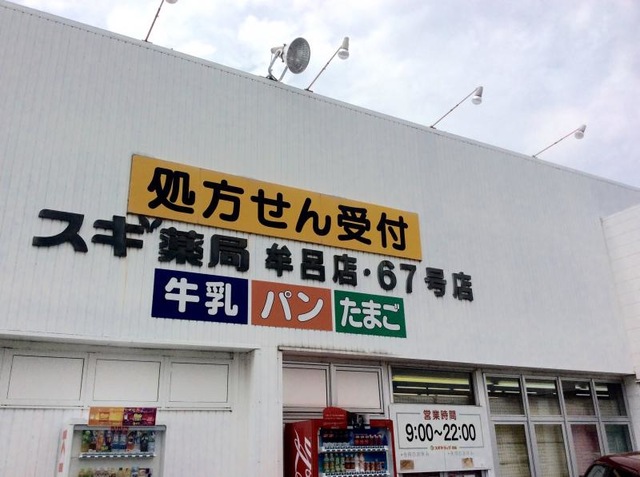 処方せん受付
スギ薬局 牟呂店・67号店
牛乳 パン たまご
営業時間
9:00~22:00